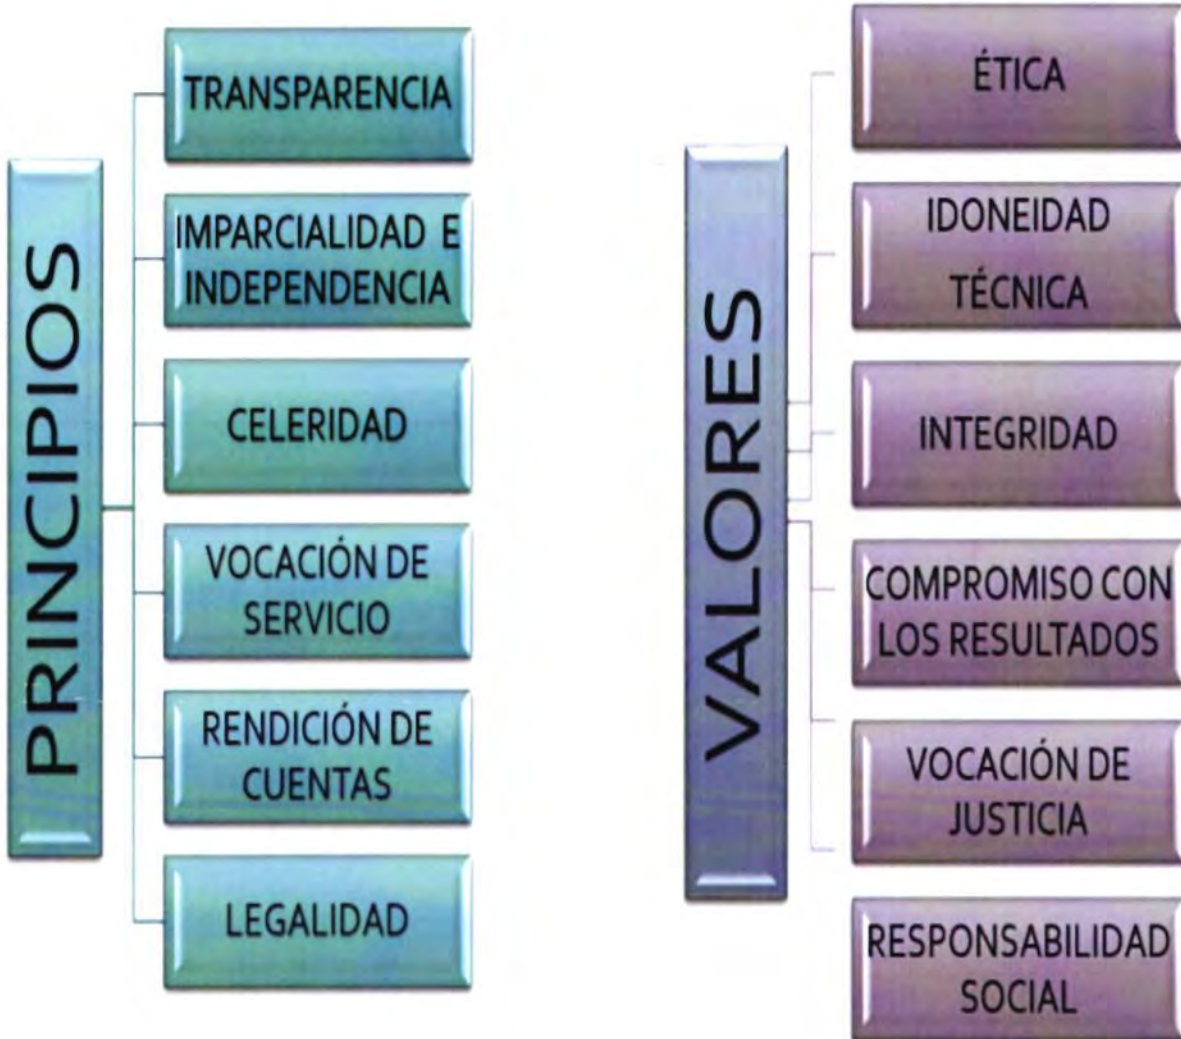 PRINCIPIOS
TRANSPARENCIA
IMPARCIALIDAD E
INDEPENDENCIA
CELERIDAD
VOCACIÓN DE
SERVICIO
RENDICIÓN DE
CUENTAS
LEGALIDAD
VALORES
ÉTICA
IDONEIDAD
TÉCNICA
INTEGRIDAD
COMPROMISO CON
LOS RESULTADOS
VOCACIÓN DE
JUSTICIA
RESPONSABILIDAD
SOCIAL